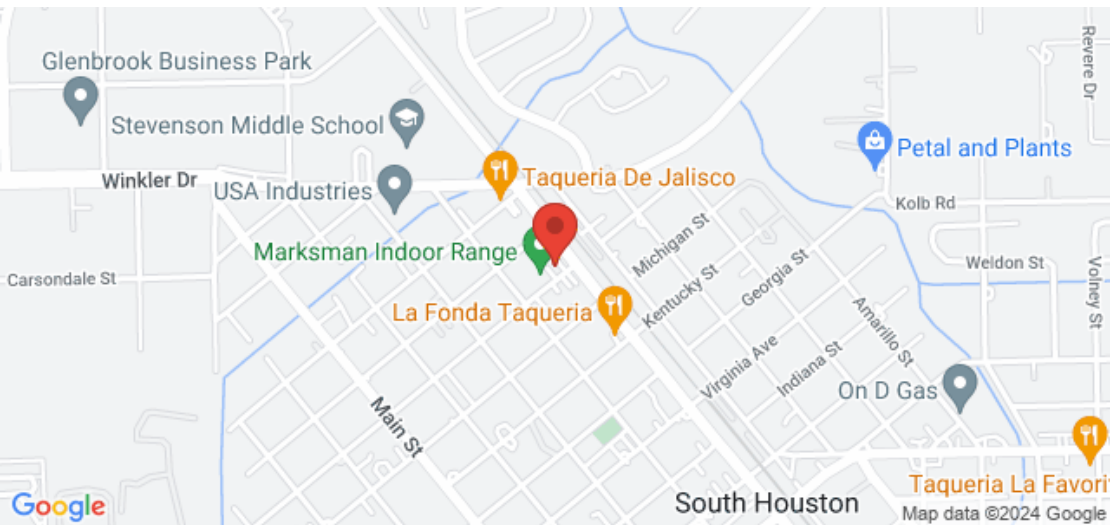 Glenbrook Business Park
Revere Dr
Stevenson Middle School
Petal and Plants
Winkler Dr
USA Industries
Taqueria De Jalisco
Kolb Rd
Michigan St
Marksman Indoor Range
Carsondale St
Weldon St
Volney St
Georgia St
Kentucky St
La Fonda Taqueria
Amarillo St
Virginia Ave
Indiana St
On D Gas
Main St
Taqueria La Favori
South Houston
Google
Map data ©2024 Google